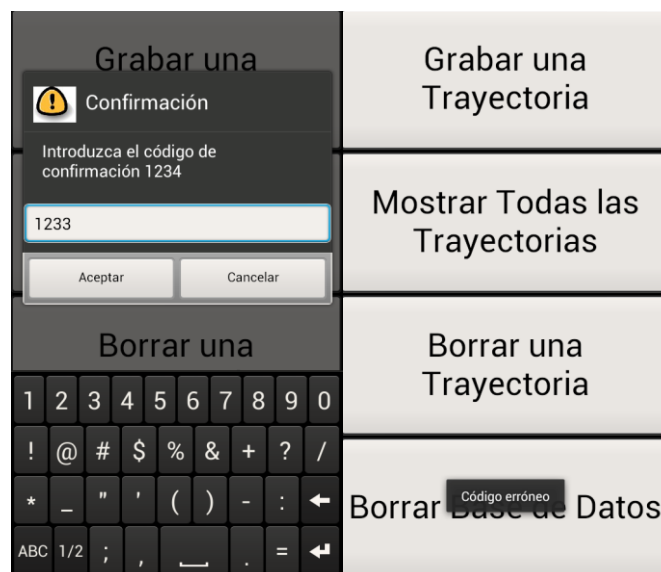 Grabar una
Confirmación
Introduzca el código de
confirmación 1234
1233
Aceptar Cancelar
Borrar una
1 2 3 4 5 6 7 8 9 0
! @ # $ % & + ? /
* _ " ' ( ) - :
ABC 1/2 ; , . =
Grabar una
Trayectoria
Mostrar Todas las
Trayectorias
Borrar una
Trayectoria
Borrar Base de Datos
Código erróneo